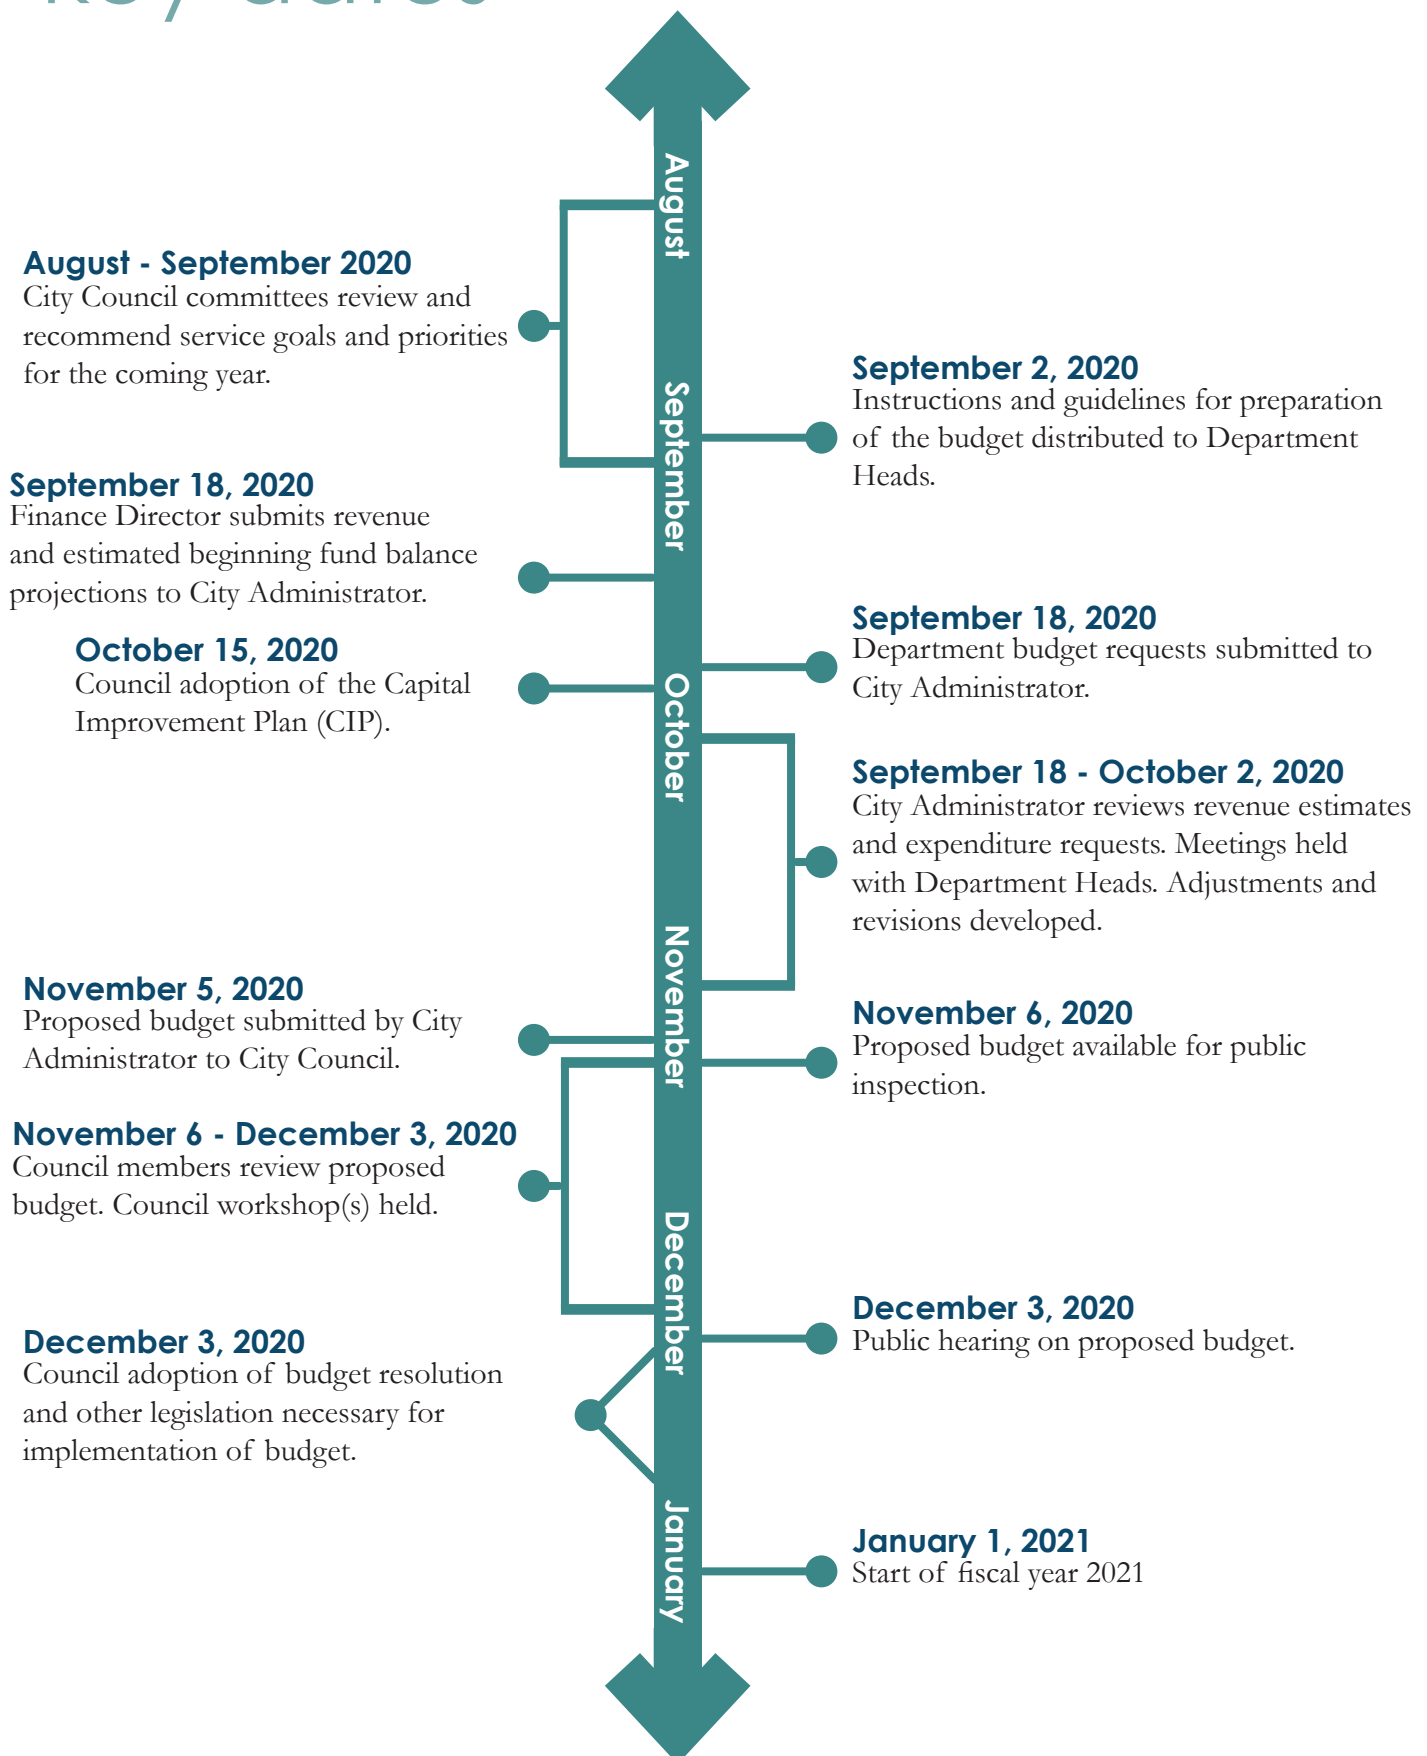 August
August - September 2020
City Council committees review and
recommend service goals and priorities
for the coming year.
September 2, 2020
Instructions and guidelines for preparation
of the budget distributed to Department
Heads.
September
September 18, 2020
Finance Director submits revenue
and estimated beginning fund balance
projections to City Administrator.
September 18, 2020
Department budget requests submitted to
City Administrator.
October 15, 2020
Council adoption of the Capital
Improvement Plan (CIP).
October
September 18 - October 2, 2020
City Administrator reviews revenue estimates
and expenditure requests. Meetings held
with Department Heads. Adjustments and
revisions developed.
November
November 5, 2020
Proposed budget submitted by City
Administrator to City Council.
November 6, 2020
Proposed budget available for public
inspection.
November 6 - December 3, 2020
Council members review proposed
budget. Council workshop(s) held.
December
December 3, 2020
Public hearing on proposed budget.
December 3, 2020
Council adoption of budget resolution
and other legislation necessary for
implementation of budget.
January
January 1, 2021
Start of fiscal year 2021